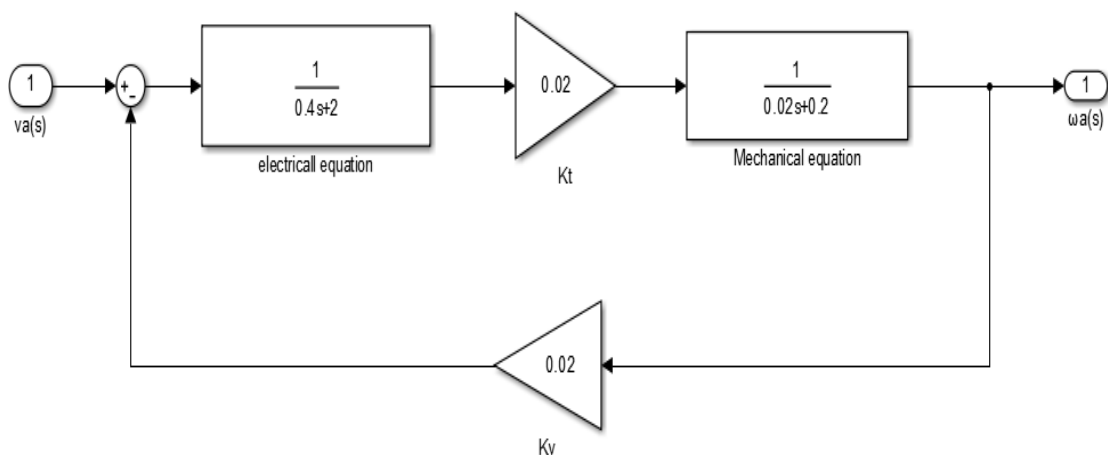 1
va(s)
+
-
1
0.4s+2
electricall equation
0.02
Kt
1
0.02s+0.2
Mechanical equation
1
ωa(s)
0.02
Kv